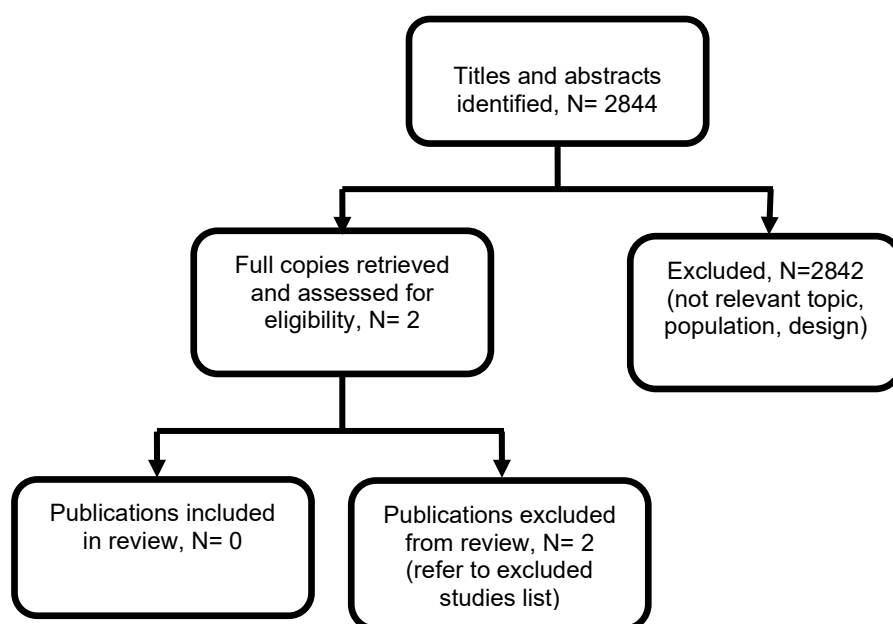 Titles and abstracts
identified, N= 2844
Full copies retrieved
and assessed for
eligibility, N= 2
Excluded, N=2842
(not relevant topic,
population, design)
Publications included
in review, N= 0
Publications excluded
from review, N= 2
(refer to excluded
studies list)